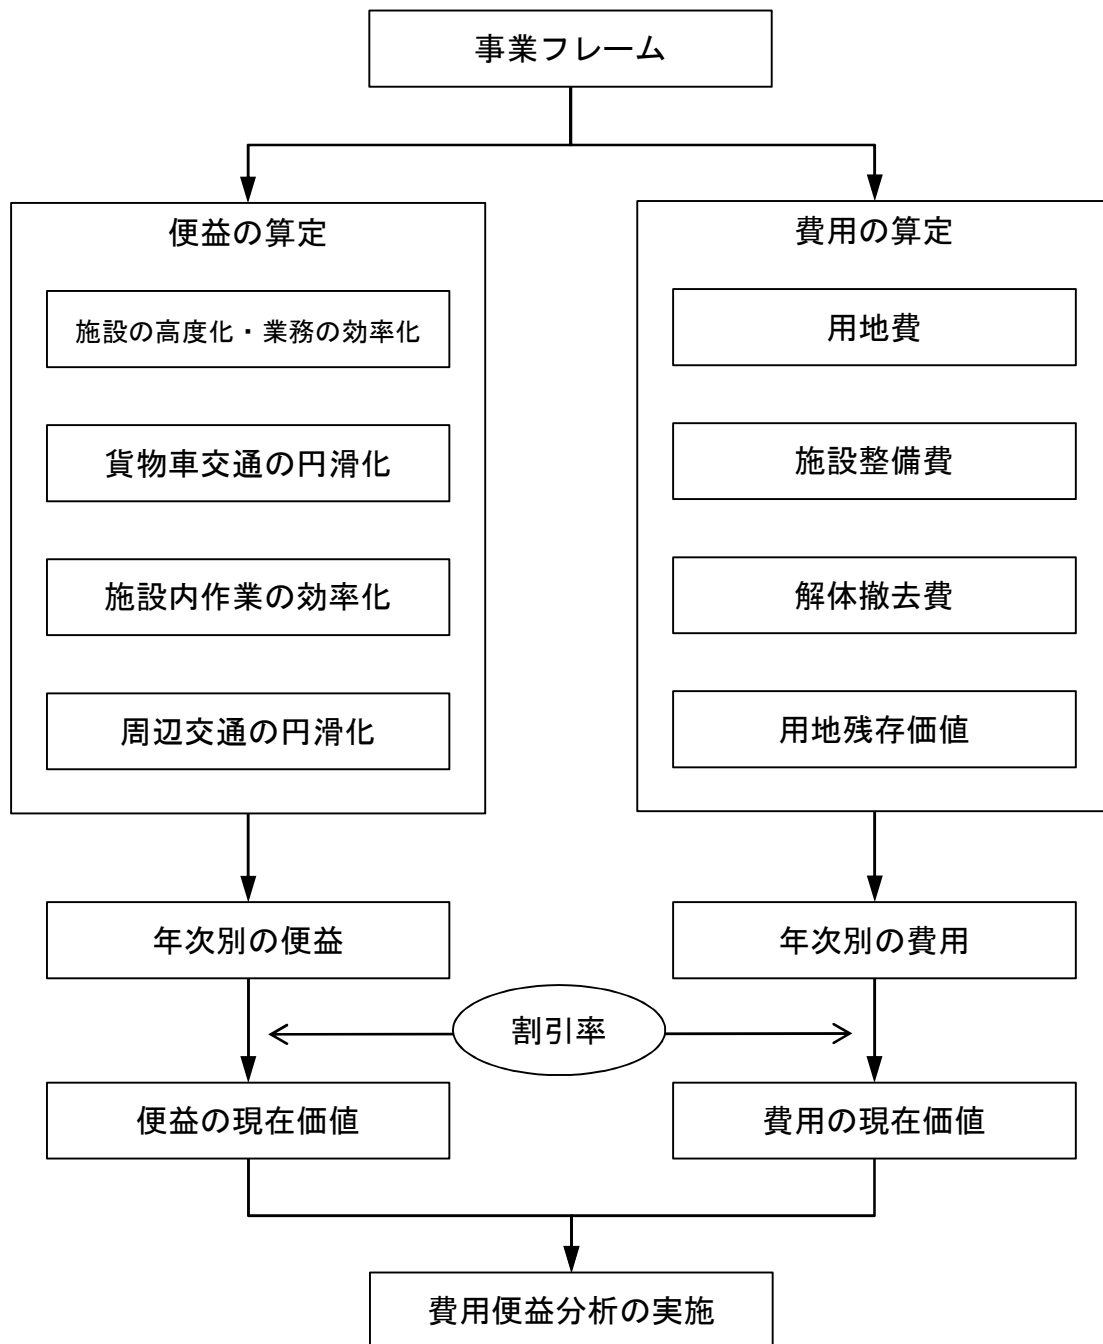 事業フレーム
便益の算定
施設の高度化・業務の効率化
貨物車交通の円滑化
施設内作業の効率化
周辺交通の円滑化
費用の算定
用地費
施設整備費
解体撤去費
用地残存価値
年次別の便益
年次別の費用
割引率
便益の現在価値
費用の現在価値
費用便益分析の実施